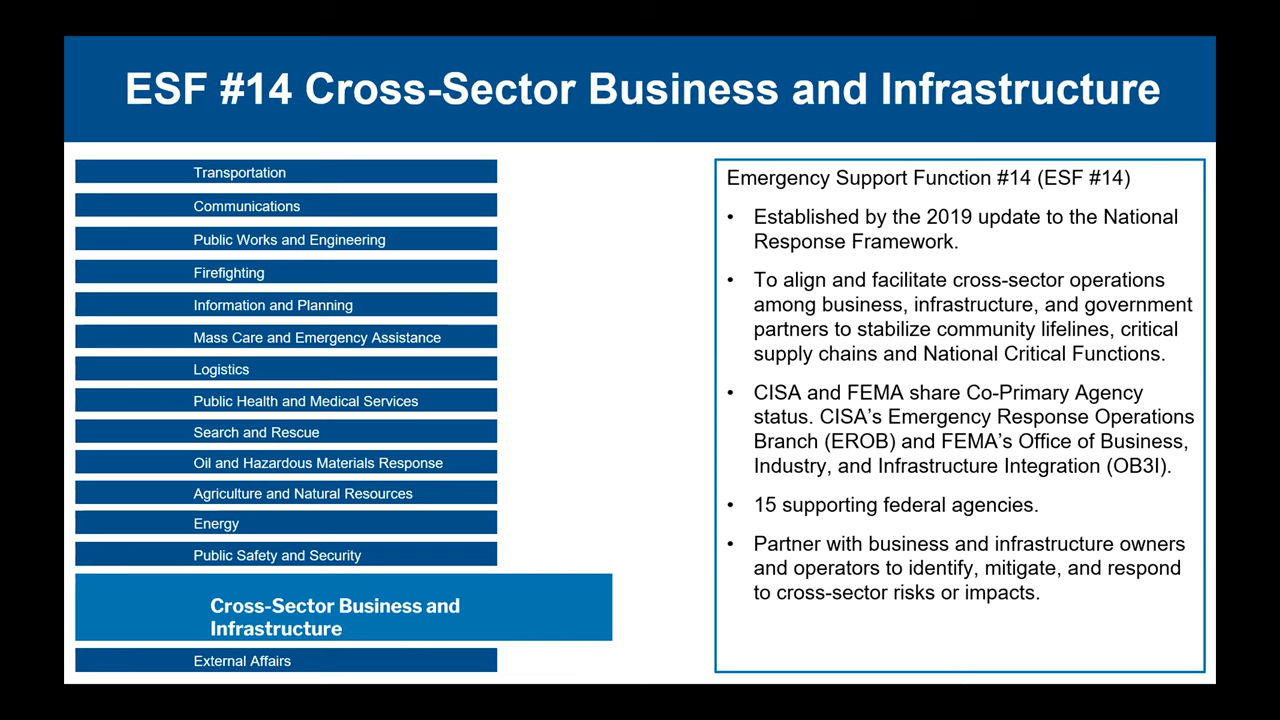 ESF #14 Cross-Sector Business and Infrastructure
Transportation
Communications
Public Works and Engineering
Firefighting
Information and Planning
Mass Care and Emergency Assistance
Logistics
Public Health and Medical Services
Search and Rescue
Oil and Hazardous Materials Response
Agriculture and Natural Resources
Energy
Public Safety and Security
Cross-Sector Business and
Infrastructure
External Affairs
Emergency Support Function #14 (ESF #14)
• Established by the 2019 update to the National
Response Framework.
• To align and facilitate cross-sector operations
among business, infrastructure, and government
partners to stabilize community lifelines, critical
supply chains and National Critical Functions.
• CISA and FEMA share Co-Primary Agency
status. CISA’s Emergency Response Operations
Branch (EROB) and FEMA’s Office of Business,
Industry, and Infrastructure Integration (OB3I).
• 15 supporting federal agencies.
• Partner with business and infrastructure owners
and operators to identify, mitigate, and respond
to cross-sector risks or impacts.